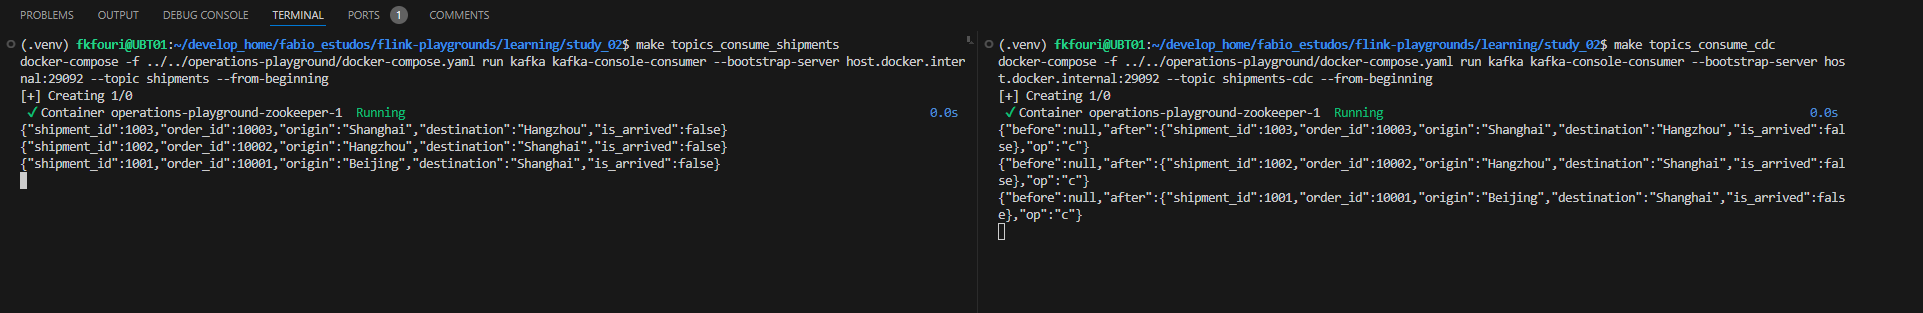 PROBLEMS OUTPUT DEBUG CONSOLE TERMINAL PORTS 1 COMMENTS
(.venv) fkfouri@UBT01:~/develop_home/fabio_estudos/flink-playgrounds/learning/study_02$ make topics_consume_shipments
docker-compose -f ../../operations-playground/docker-compose.yaml run kafka kafka-console-consumer --bootstrap-server host.docker.inter
nal:29092 --topic shipments --from-beginning
[+] Creating 1/0
✔ Container operations-playground-zookeeper-1 Running 0.0s
{"shipment_id":1003,"order_id":10003,"origin":"Shanghai","destination":"Hangzhou","is_arrived":false}
{"shipment_id":1002,"order_id":10002,"origin":"Hangzhou","destination":"Shanghai","is_arrived":false}
{"shipment_id":1001,"order_id":10001,"origin":"Beijing","destination":"Shanghai","is_arrived":false}
(.venv) fkfouri@UBT01:~/develop_home/fabio_estudos/flink-playgrounds/learning/study_02$ make topics_consume_cdc
docker-compose -f ../../operations-playground/docker-compose.yaml run kafka kafka-console-consumer --bootstrap-server hos
t.docker.internal:29092 --topic shipments-cdc --from-beginning
[+] Creating 1/0
✔ Container operations-playground-zookeeper-1 Running 0.0s
{"before":null,"after":{"shipment_id":1003,"order_id":10003,"origin":"Shanghai","destination":"Hangzhou","is_arrived":fal
se},"op":"c"}
{"before":null,"after":{"shipment_id":1002,"order_id":10002,"origin":"Hangzhou","destination":"Shanghai","is_arrived":fal
se},"op":"c"}
{"before":null,"after":{"shipment_id":1001,"order_id":10001,"origin":"Beijing","destination":"Shanghai","is_arrived":fals
e},"op":"c"}